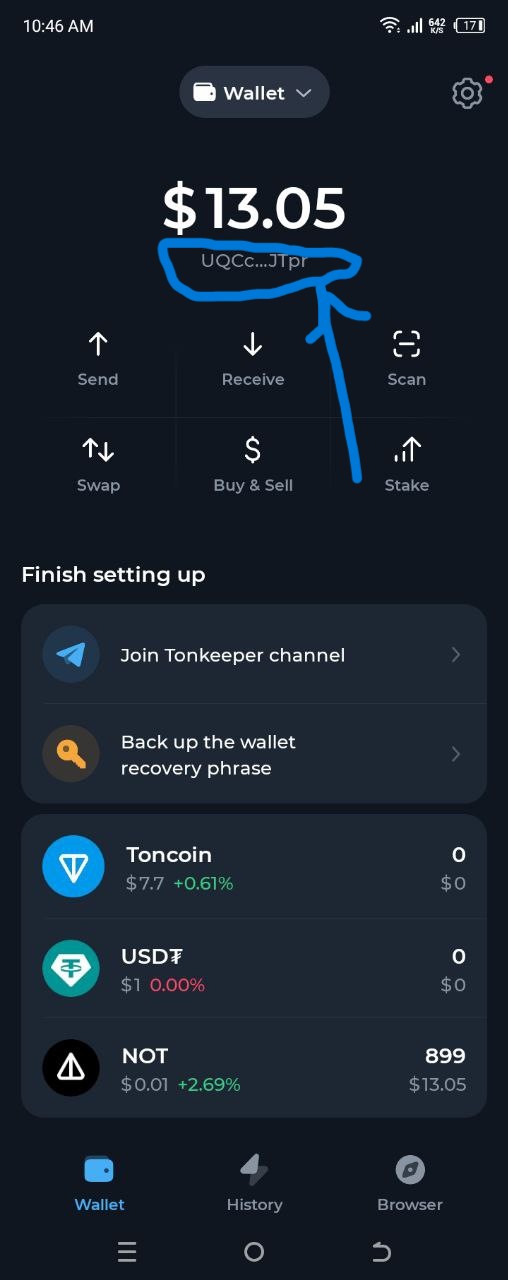 10:46 AM 642 K/S 17
Wallet
$13.05
UQCc...JTpr
Send Receive Scan
Swap Buy & Sell Stake
Finish setting up
Join Tonkeeper channel
Back up the wallet
recovery phrase
Toncoin 0
$7.7 +0.61% $0
USD₮ 0
$1 0.00% $0
NOT 899
$0.01 +2.69% $13.05
Wallet History Browser